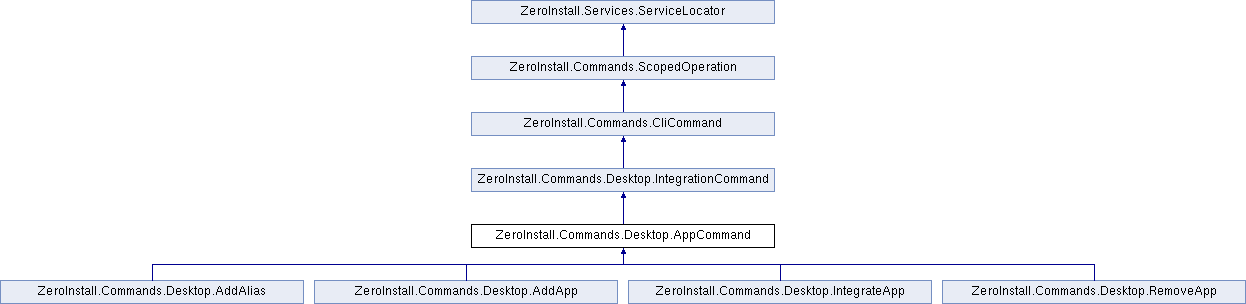 ZeroInstall.Services.ServiceLocator
ZeroInstall.Commands.ScopedOperation
ZeroInstall.Commands.CliCommand
ZeroInstall.Commands.Desktop.IntegrationCommand
ZeroInstall.Commands.Desktop.AppCommand
ZeroInstall.Commands.Desktop.AddAlias
ZeroInstall.Commands.Desktop.AddApp
ZeroInstall.Commands.Desktop.IntegrateApp
ZeroInstall.Commands.Desktop.RemoveApp